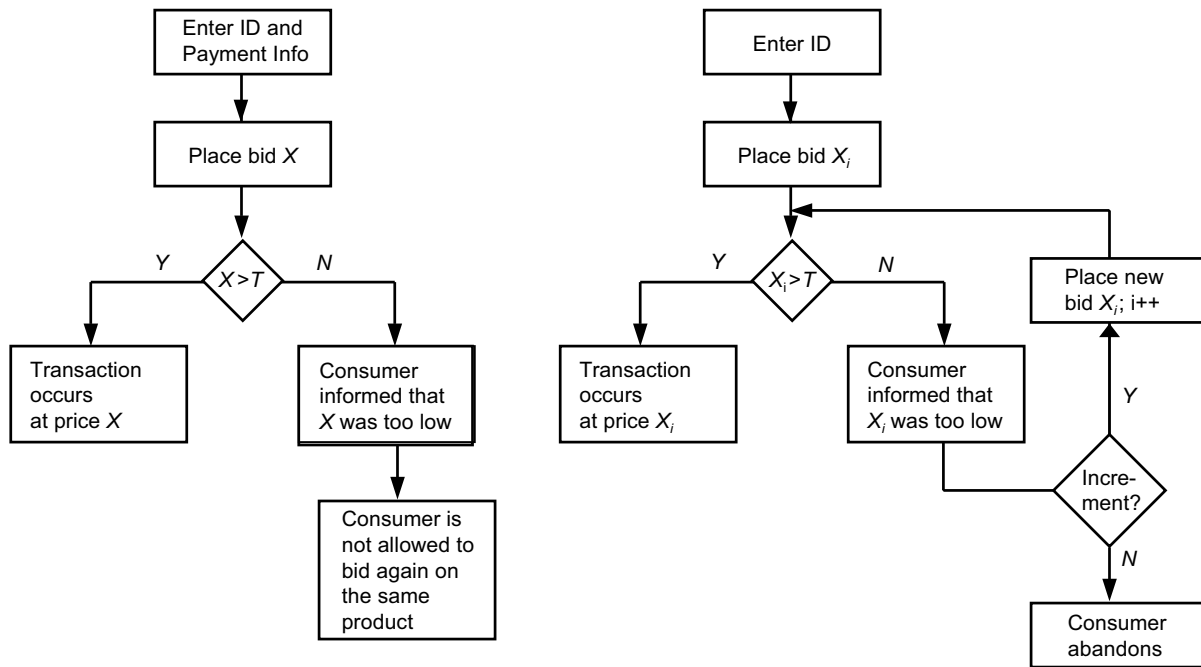 Enter ID and
Payment Info
Place bid X
Y
X>T
N
Transaction
occurs
at price X
Consumer
informed that
X was too low
Consumer is
not allowed to
bid again on
the same
product
Enter ID
Place bid Xi
Y
Xi>T
N
Transaction
occurs
at price Xi
Consumer
informed that
Xi was too low
Place new
bid Xi; i++
Y
Incre-
ment?
N
Consumer
abandons